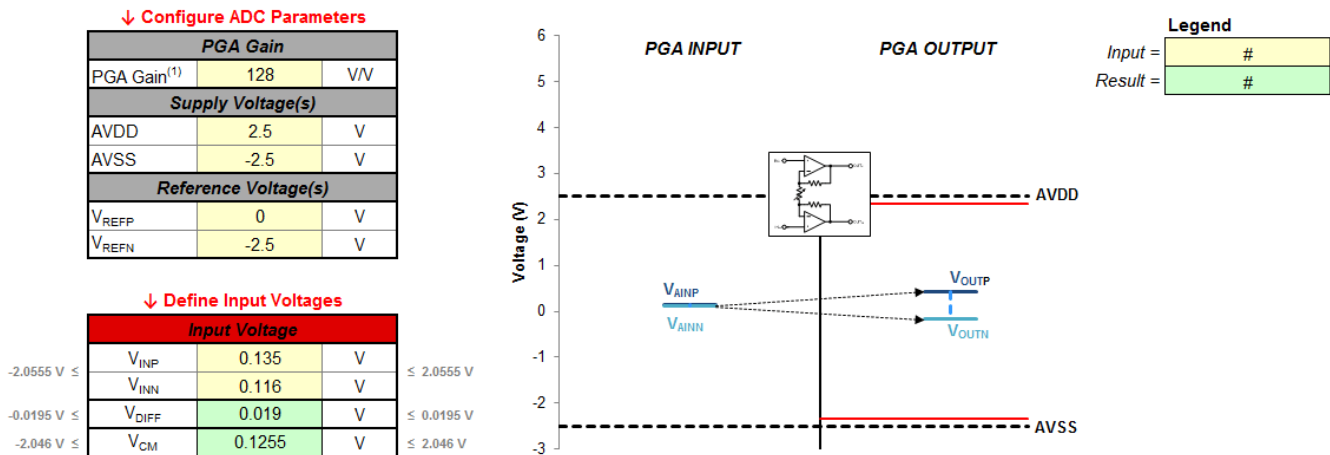 ↓ Configure ADC Parameters
PGA Gain
PGA Gain(1) 128 V/V
Supply Voltage(s)
AVDD 2.5 V
AVSS -2.5 V
Reference Voltage(s)
VREFP 0 V
VREFN -2.5 V
↓ Define Input Voltages
Input Voltage
VINP 0.135 V
-2.0555 V ≤ ≤ 2.0555 V
VINN 0.116 V
-0.0195 V ≤ VDIFF 0.019 V ≤ 0.0195 V
-2.046 V ≤ VCM 0.1255 V ≤ 2.046 V
PGA INPUT PGA OUTPUT
Voltage (V)
6
5
4
3
2
1
0
-1
-2
-3
AVDD
VAINP
VAINN
VOUTP
VOUTN
AVSS
Legend
Input = #
Result = #